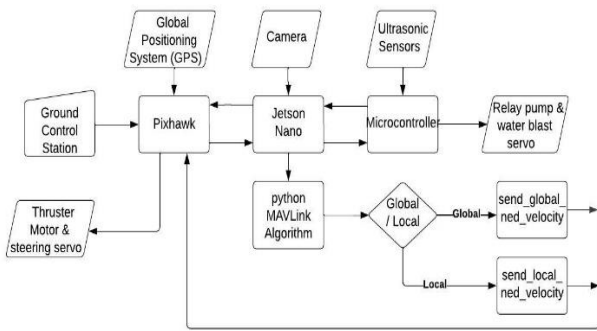 Global
Positioning
System (GPS)
Camera
Ultrasonic
Sensors
Ground
Control
Station
Pixhawk
Jetson
Nano
Microcontroller
Relay pump &
water blast
servo
Thruster
Motor &
steering servo
python
MAVLink
Algorithm
Global
/ Local
Global
send_global_
ned_velocity
Local
send_local_
ned_velocity